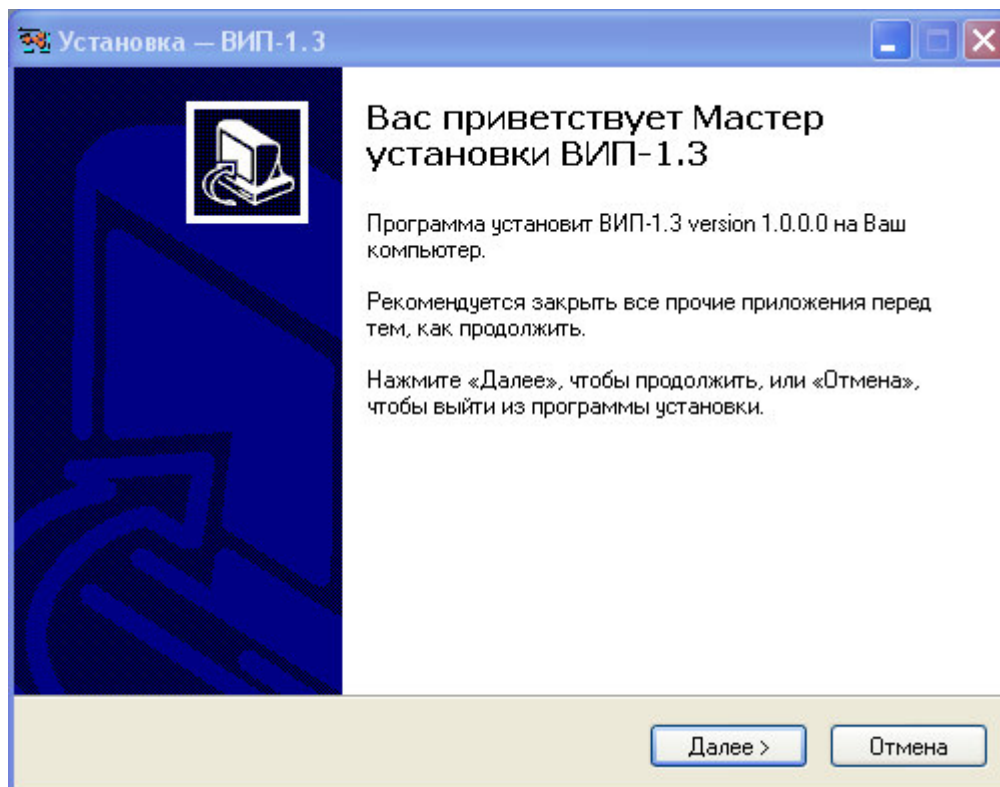 Установка — ВИП-1.3
Вас приветствует Мастер
установки ВИП-1.3
Программа установит ВИП-1.3 version 1.0.0.0 на Ваш
компьютер.
Рекомендуется закрыть все прочие приложения перед
тем, как продолжить.
Нажмите «Далее», чтобы продолжить, или «Отмена»,
чтобы выйти из программы установки.
Далее >
Отмена